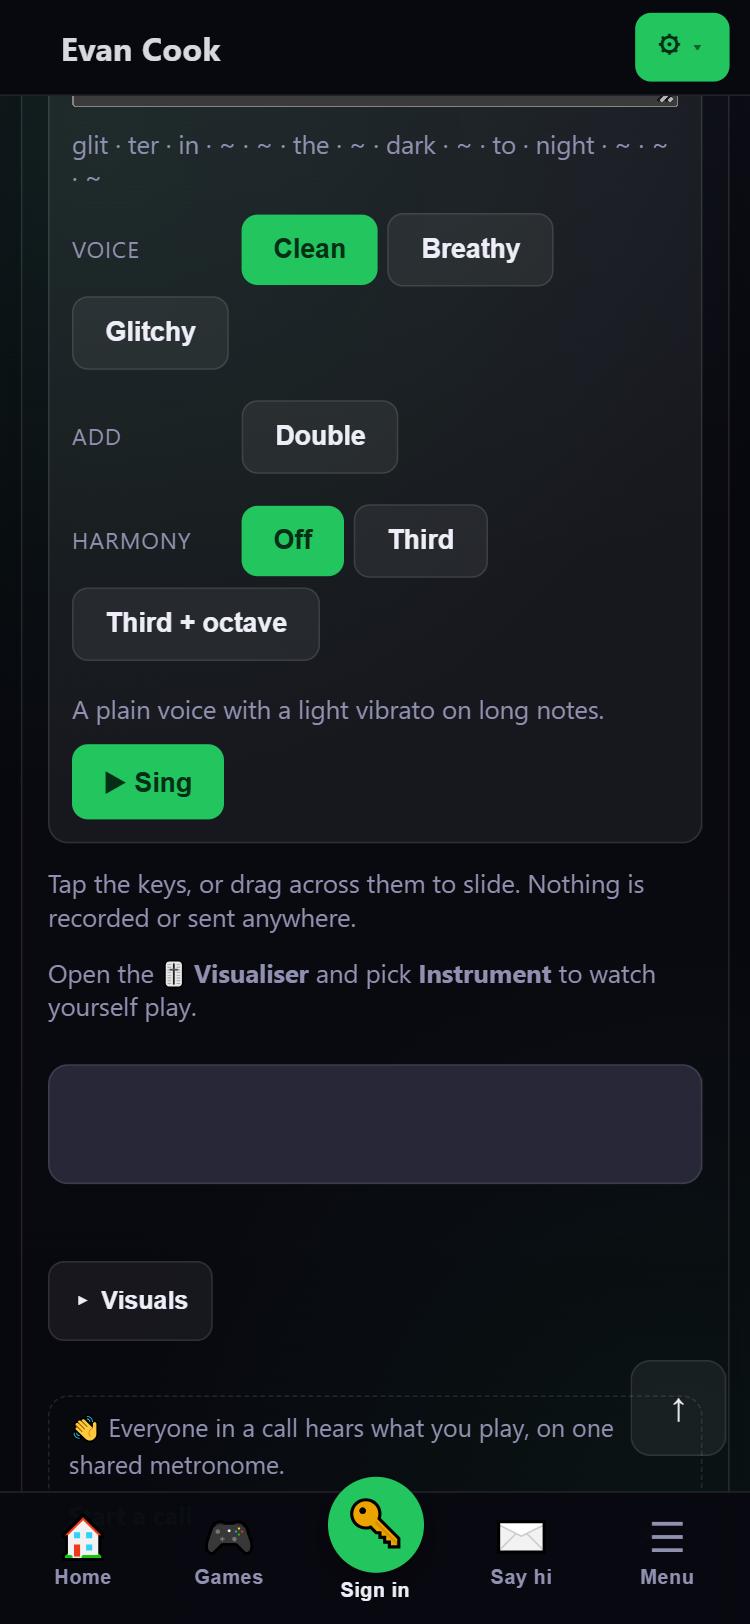 Evan Cook
glit · ter · in · ~ · ~ · the · ~ · dark · ~ · to · night · ~ · ~
· ~
VOICE Clean Breathy
Glitchy
ADD Double
HARMONY Off Third
Third + octave
A plain voice with a light vibrato on long notes.
▶ Sing
Tap the keys, or drag across them to slide. Nothing is
recorded or sent anywhere.
Open the 🎚 Visualiser and pick Instrument to watch
yourself play.
▸ Visuals
↑
👋 Everyone in a call hears what you play, on one
shared metronome.
Start a call
Home Games Sign in Say hi Menu